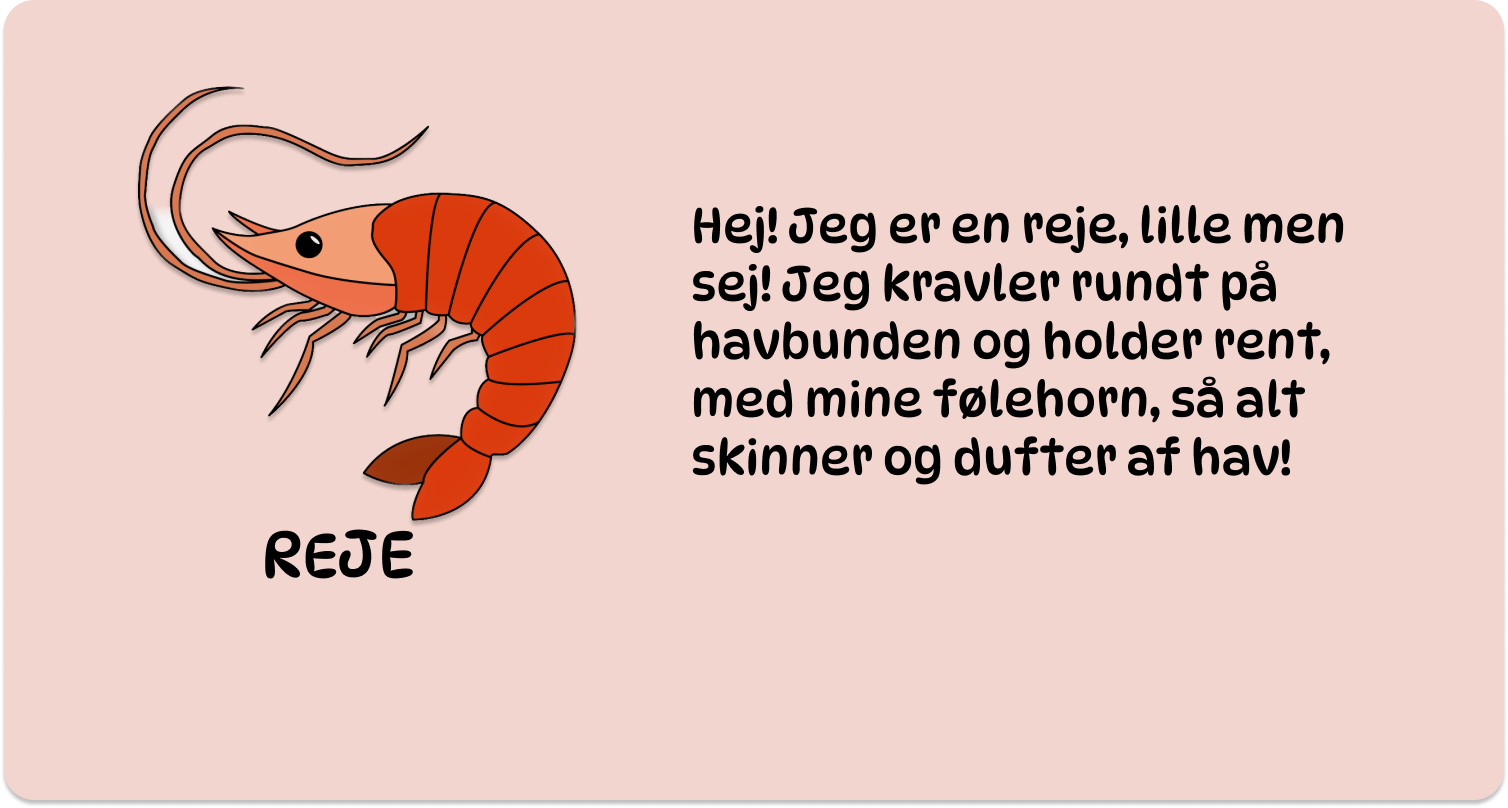 Hej! Jeg er en reje, lille men
sej! Jeg kravler rundt på
havbunden og holder rent,
med mine følehorn, så alt
skinner og dufter af hav!
REJE